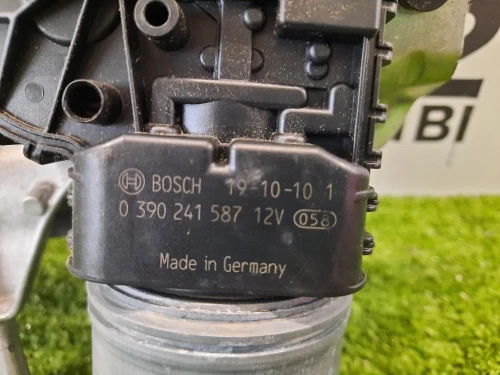 BOSCH 19-10-10 1
0 390 241 587 12V 058
Made in Germany